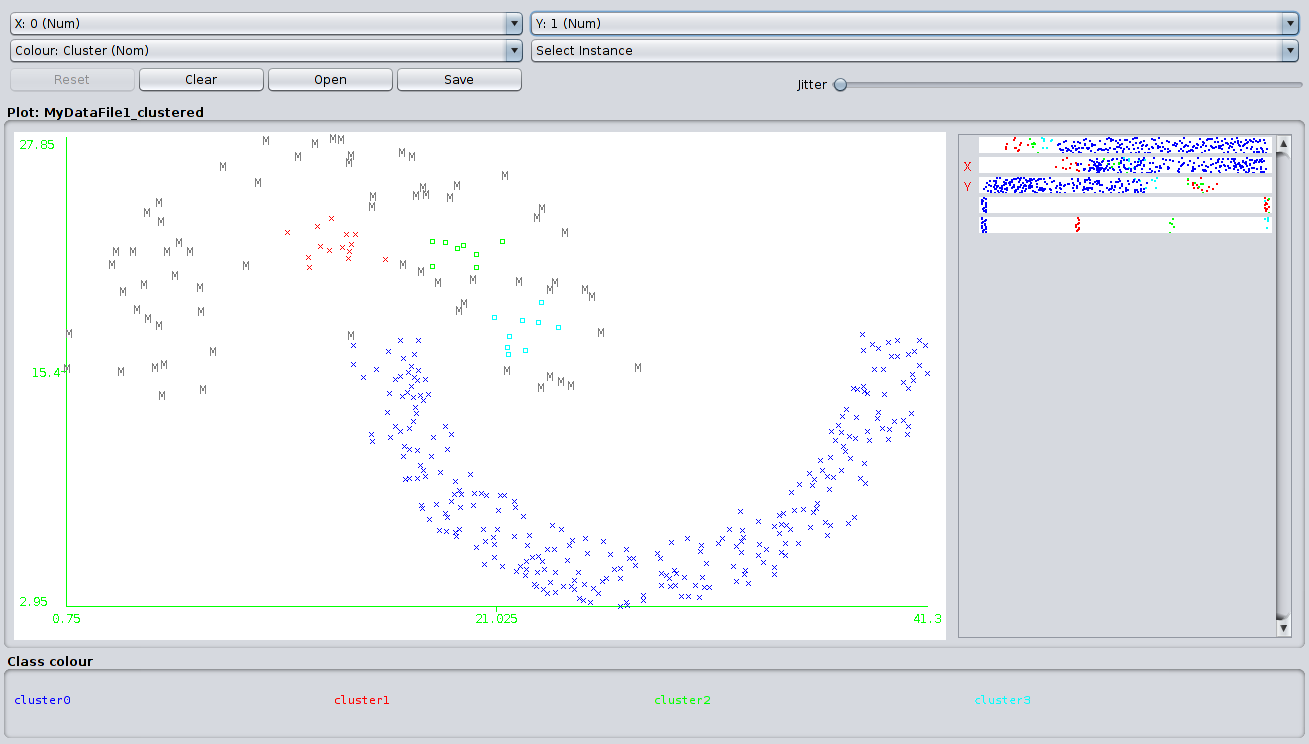 X: 0 (Num) Y: 1 (Num)
Colour: Cluster (Nom) Select Instance
Reset Clear Open Save Jitter
Plot: MyDataFile1_clustered
27.85
X
Y
15.4
2.95
0.75 21.025 41.3
Class colour
cluster0 cluster1 cluster2 cluster3